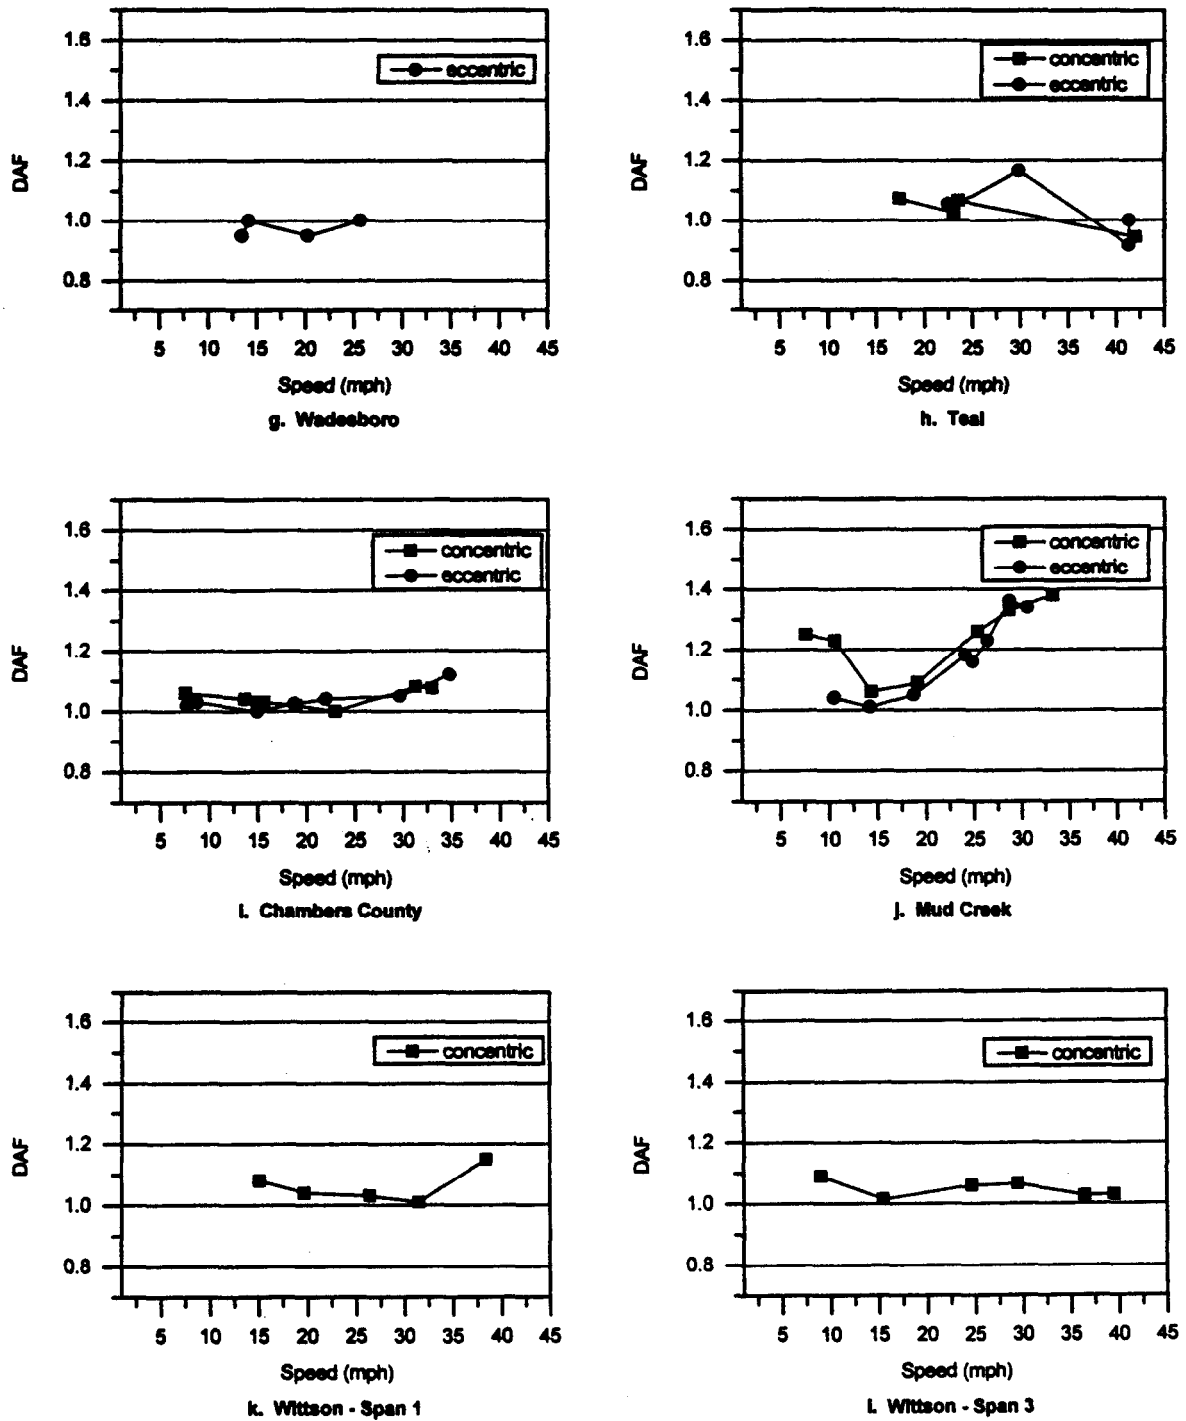 1.6
1.4
1.2
1.0
0.8
DAF
eccentric
5 10 15 20 25 30 35 40 45
Speed (mph)
g. Wadesboro
1.6
1.4
1.2
1.0
0.8
DAF
concentric
eccentric
5 10 15 20 25 30 35 40 45
Speed (mph)
h. Teal
1.6
1.4
1.2
1.0
0.8
DAF
concentric
eccentric
5 10 15 20 25 30 35 40 45
Speed (mph)
i. Chambers County
1.6
1.4
1.2
1.0
0.8
DAF
concentric
eccentric
5 10 15 20 25 30 35 40 45
Speed (mph)
j. Mud Creek
1.6
1.4
1.2
1.0
0.8
DAF
concentric
5 10 15 20 25 30 35 40 45
Speed (mph)
k. Wittson - Span 1
1.6
1.4
1.2
1.0
0.8
DAF
concentric
5 10 15 20 25 30 35 40 45
Speed (mph)
l. Wittson - Span 3